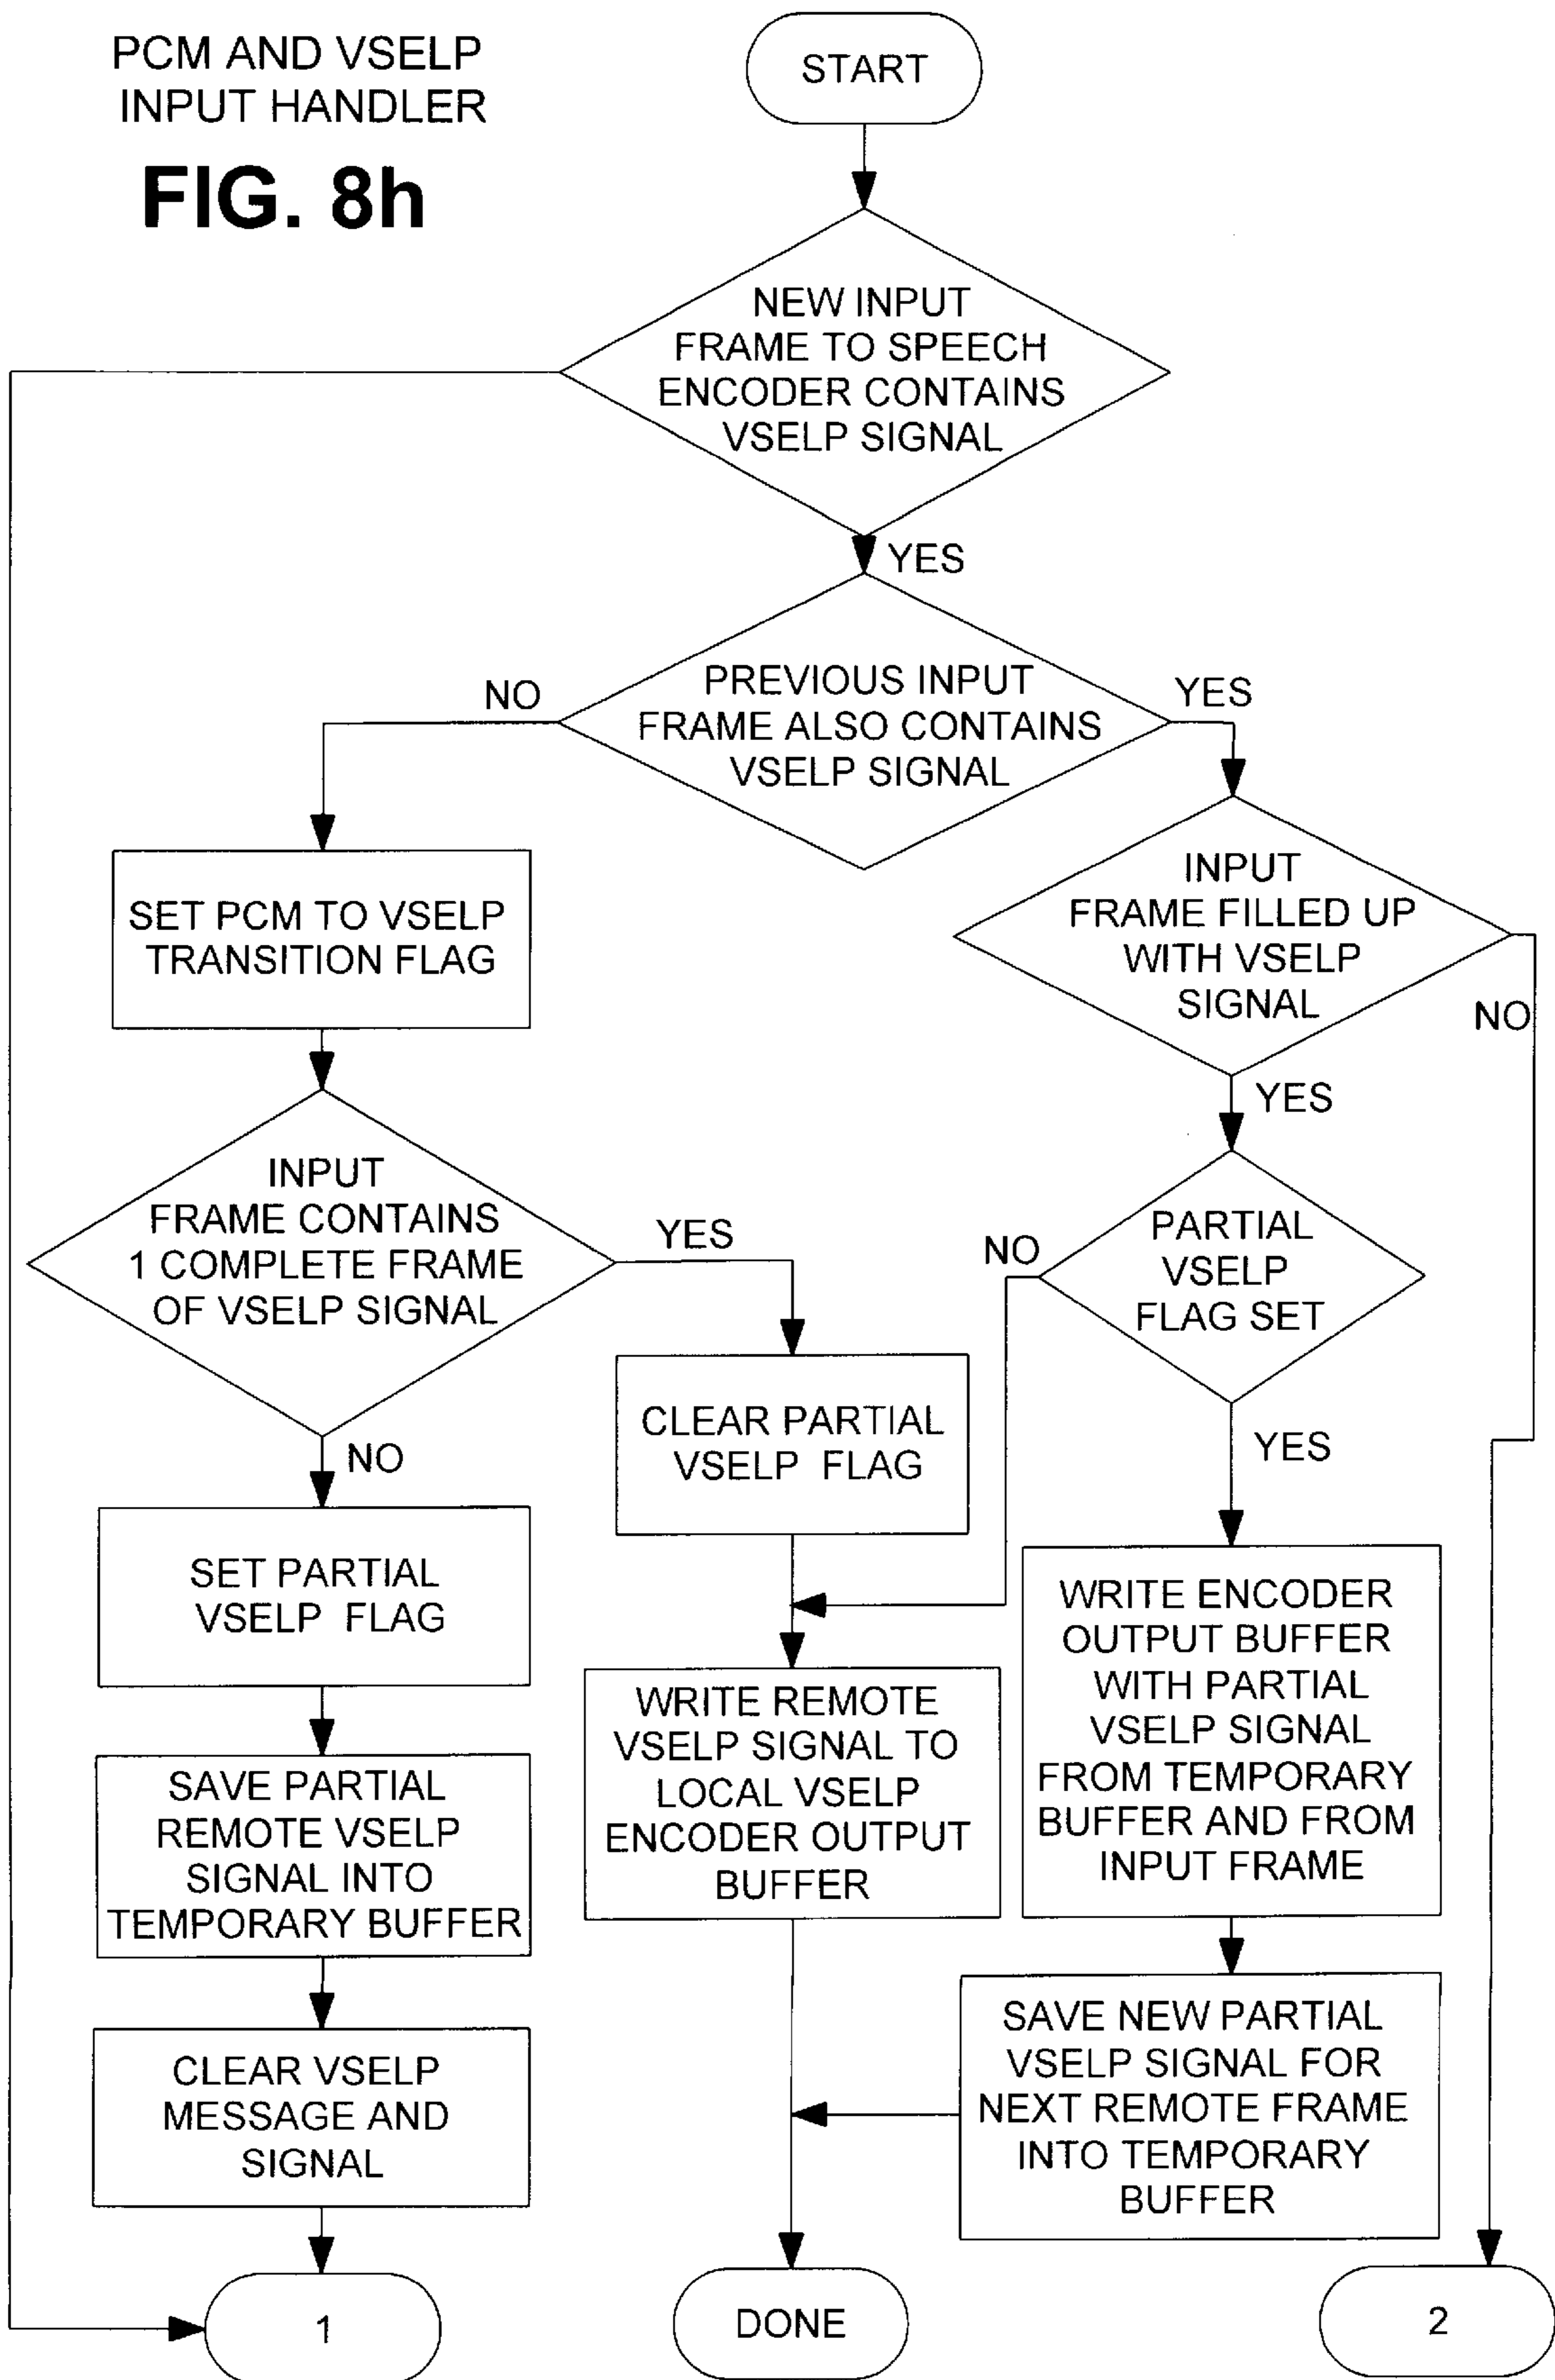 PCM AND VSELP
INPUT HANDLER
FIG. 8h
START
NEW INPUT
FRAME TO SPEECH
ENCODER CONTAINS
VSELP SIGNAL
YES
PREVIOUS INPUT
FRAME ALSO CONTAINS
VSELP SIGNAL
NO
YES
SET PCM TO VSELP
TRANSITION FLAG
INPUT
FRAME FILLED UP
WITH VSELP
SIGNAL
NO
YES
INPUT
FRAME CONTAINS
1 COMPLETE FRAME
OF VSELP SIGNAL
YES
NO
PARTIAL
VSELP
FLAG SET
NO
YES
CLEAR PARTIAL
VSELP FLAG
SET PARTIAL
VSELP FLAG
WRITE ENCODER
OUTPUT BUFFER
WITH PARTIAL
VSELP SIGNAL
FROM TEMPORARY
BUFFER AND FROM
INPUT FRAME
WRITE REMOTE
VSELP SIGNAL TO
LOCAL VSELP
ENCODER OUTPUT
BUFFER
SAVE PARTIAL
REMOTE VSELP
SIGNAL INTO
TEMPORARY BUFFER
SAVE NEW PARTIAL
VSELP SIGNAL FOR
NEXT REMOTE FRAME
INTO TEMPORARY
BUFFER
CLEAR VSELP
MESSAGE AND
SIGNAL
1
DONE
2